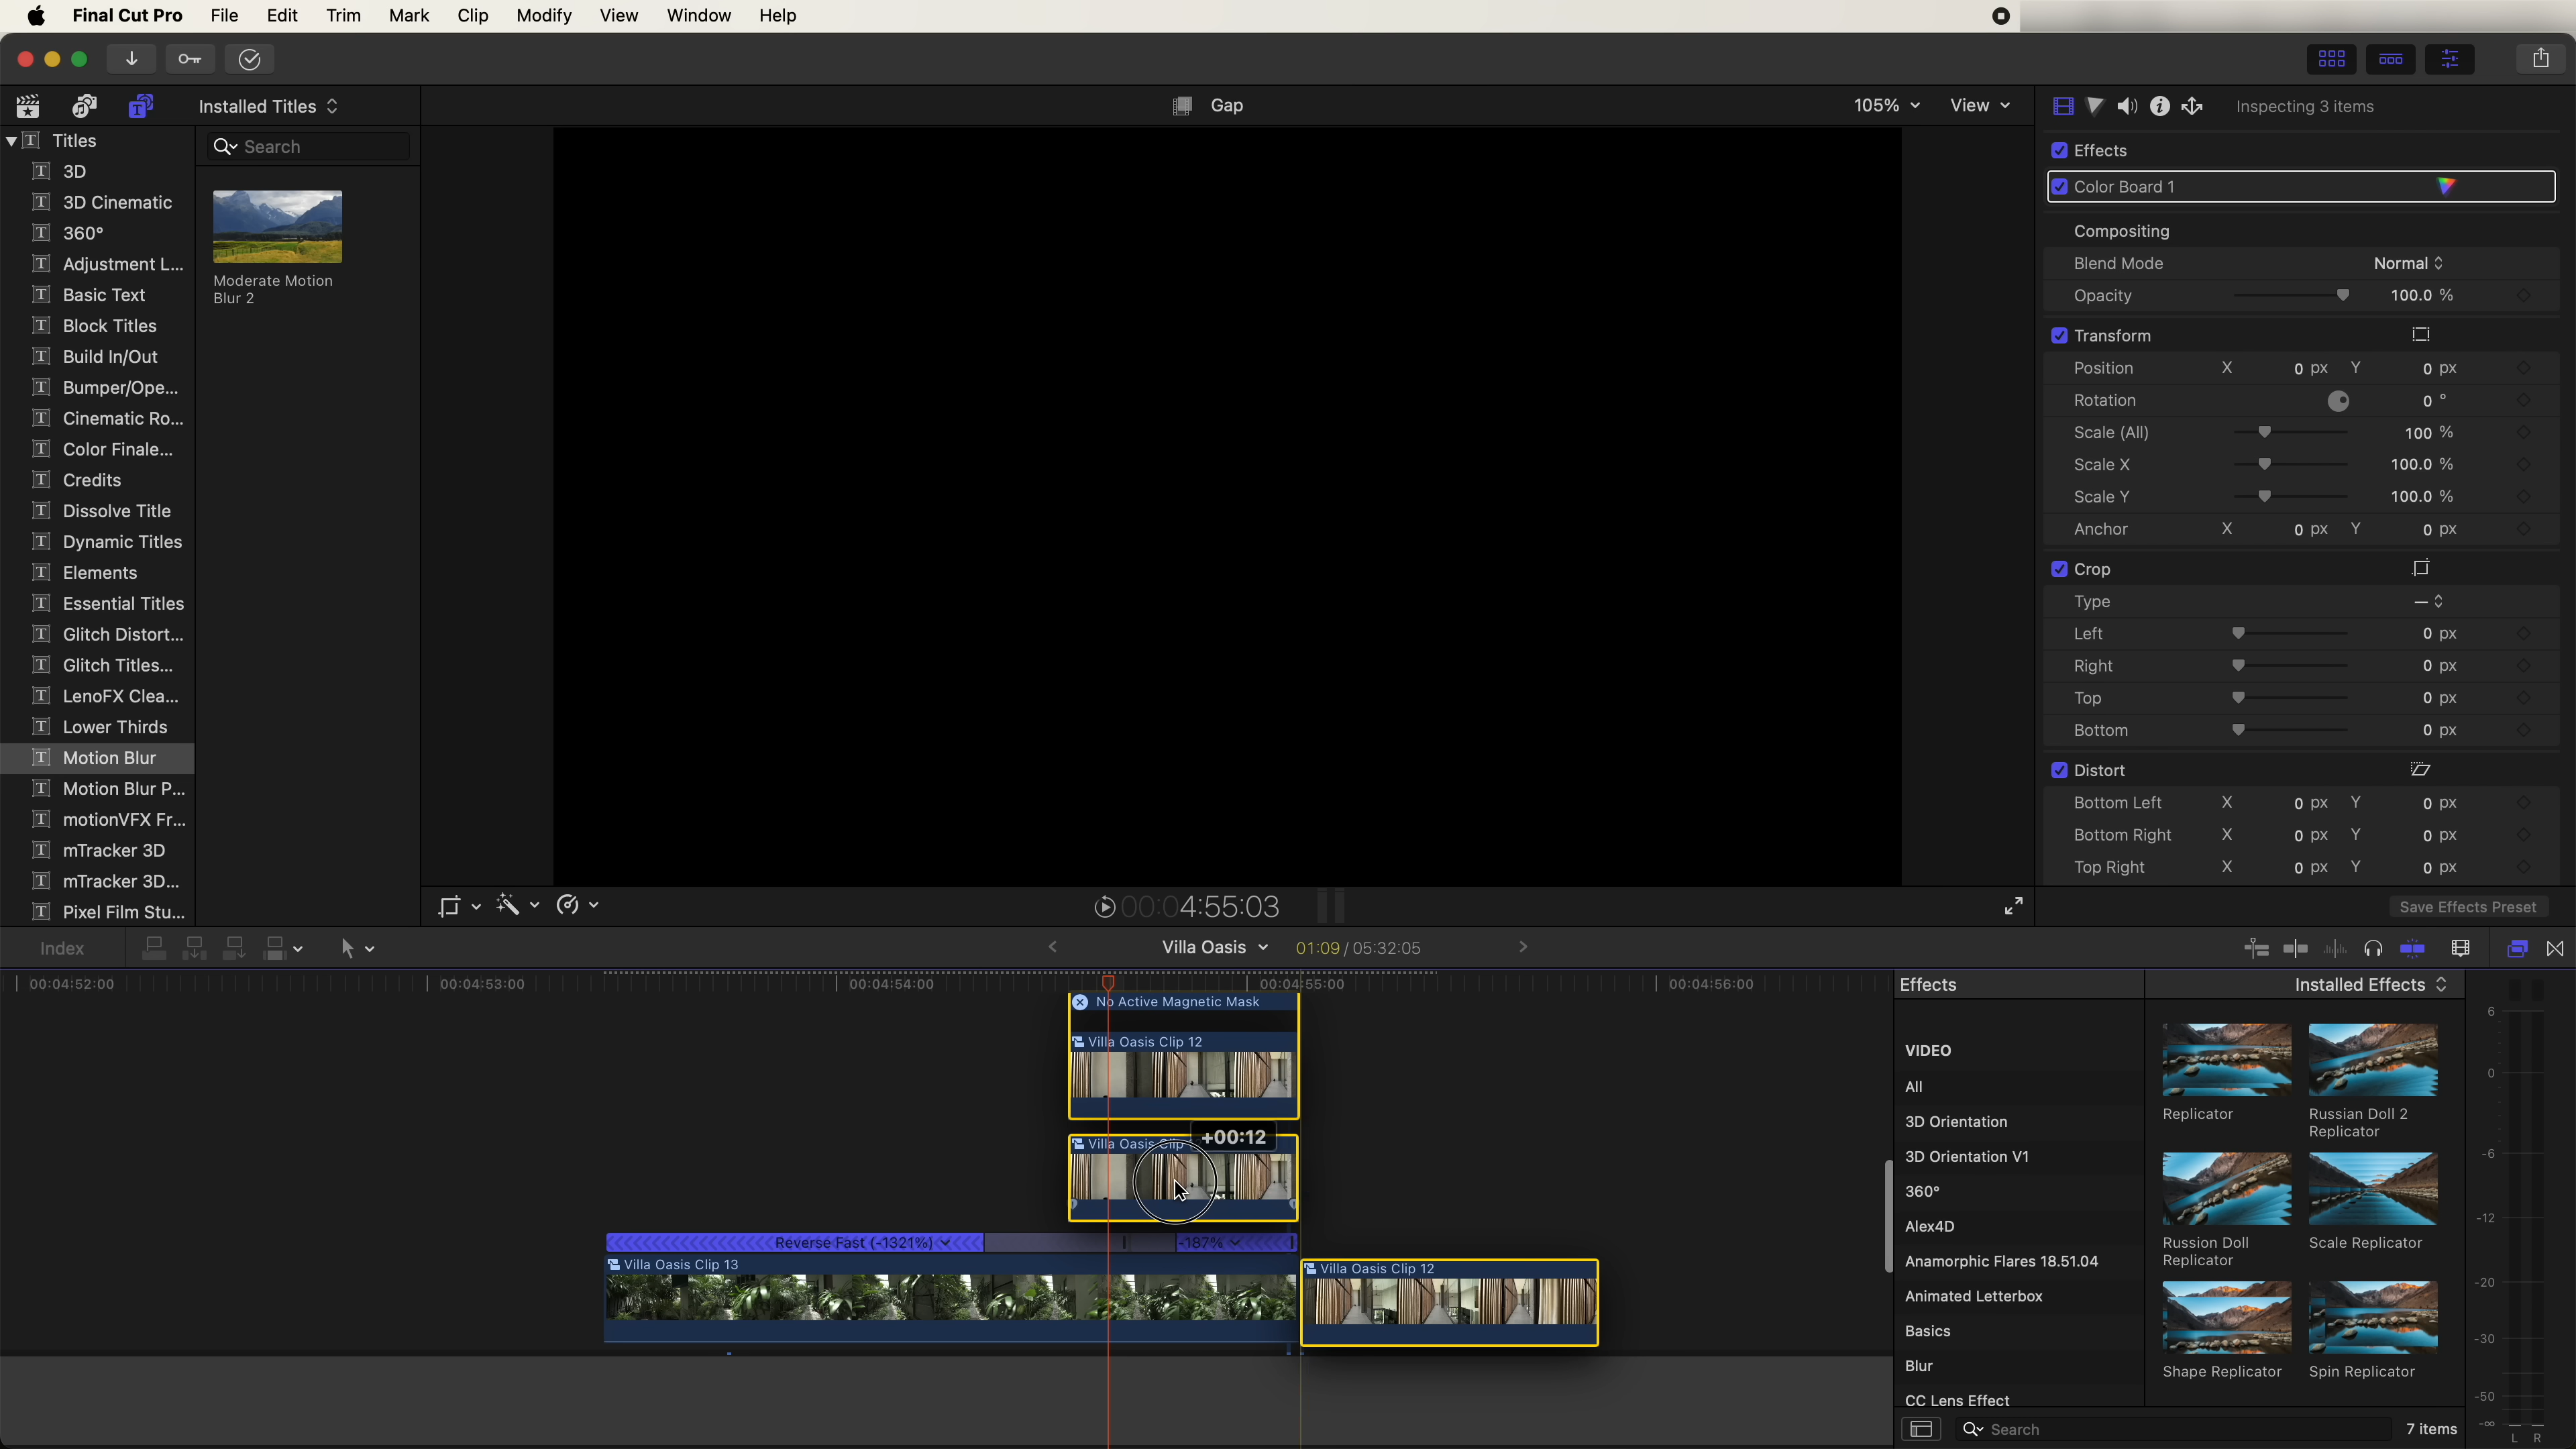 Final Cut Pro File Edit Trim Mark Clip Modify View Window Help
Installed Titles
Gap
105%
View
Inspecting 3 items
Titles
3D
3D Cinematic
360°
Adjustment L...
Basic Text
Block Titles
Build In/Out
Bumper/Ope...
Cinematic Ro...
Color Finale...
Credits
Dissolve Title
Dynamic Titles
Elements
Essential Titles
Glitch Distort...
Glitch Titles...
LenoFX Clea...
Lower Thirds
Motion Blur
Motion Blur P...
motionVFX Fr...
mTracker 3D
mTracker 3D...
Pixel Film Stu...
Search
Moderate Motion
Blur 2
Effects
Color Board 1
Compositing
Blend Mode Normal
Opacity 100.0 %
Transform
Position X 0 px Y 0 px
Rotation 0 °
Scale (All) 100 %
Scale X 100.0 %
Scale Y 100.0 %
Anchor X 0 px Y 0 px
Crop
Type —
Left 0 px
Right 0 px
Top 0 px
Bottom 0 px
Distort
Bottom Left X 0 px Y 0 px
Bottom Right X 0 px Y 0 px
Top Right X 0 px Y 0 px
Save Effects Preset
00:04:55:03
Index
Villa Oasis
01:09 / 05:32:05
00:04:52:00 00:04:53:00 00:04:54:00 00:04:55:00 00:04:56:00
No Active Magnetic Mask
Villa Oasis Clip 12
Villa Oasis Clip
+00:12
Reverse Fast (-1321%)
-187%
Villa Oasis Clip 13
Villa Oasis Clip 12
Effects
Installed Effects
VIDEO
All
3D Orientation
3D Orientation V1
360°
Alex4D
Anamorphic Flares 18.51.04
Animated Letterbox
Basics
Blur
CC Lens Effect
Replicator
Russian Doll 2
Replicator
Russion Doll
Replicator
Scale Replicator
Shape Replicator
Spin Replicator
Search
7 items
6
0
-6
-12
-20
-30
-50
-∞
L R